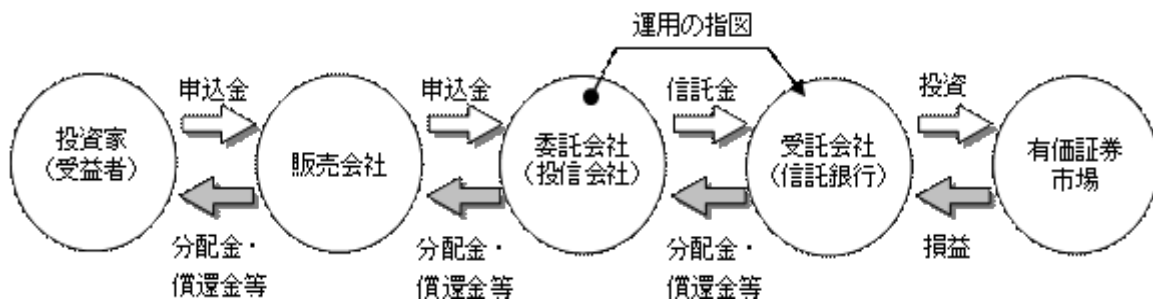 運用の指図
申込金
申込金
信託金
投資
投資家
(受益者)
販売会社
委託会社
(投信会社)
受託会社
(信託銀行)
有価証券
市場
分配金・
償還金等
分配金・
償還金等
分配金・
償還金等
損益